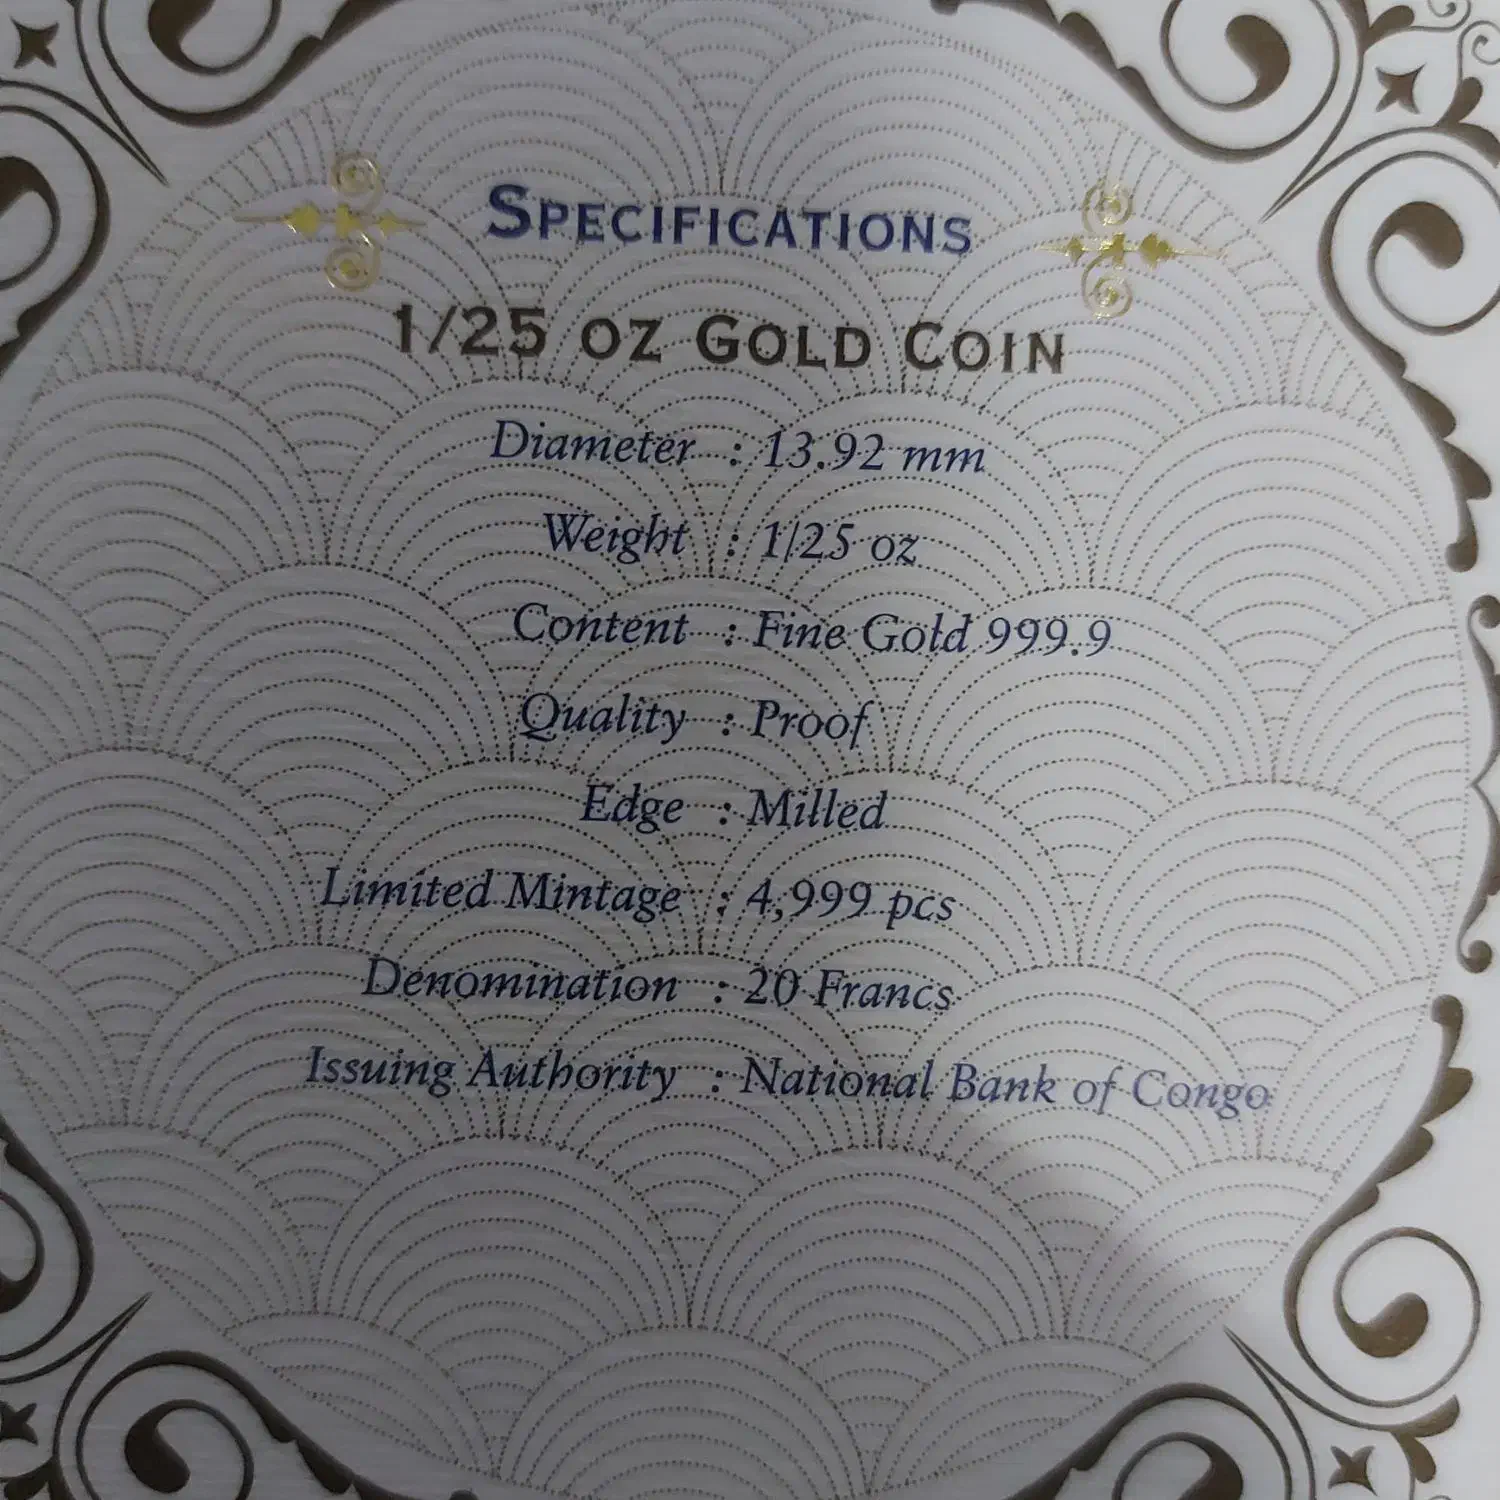 SPECIFICATIONS
1/25 OZ GOLD COIN
Diameter : 13.92 mm
Weight : 1/25 oz
Content : Fine Gold 999.9
Quality : Proof
Edge : Milled
Limited Mintage : 4,999 pcs
Denomination : 20 Francs
Issuing Authority : National Bank of Congo